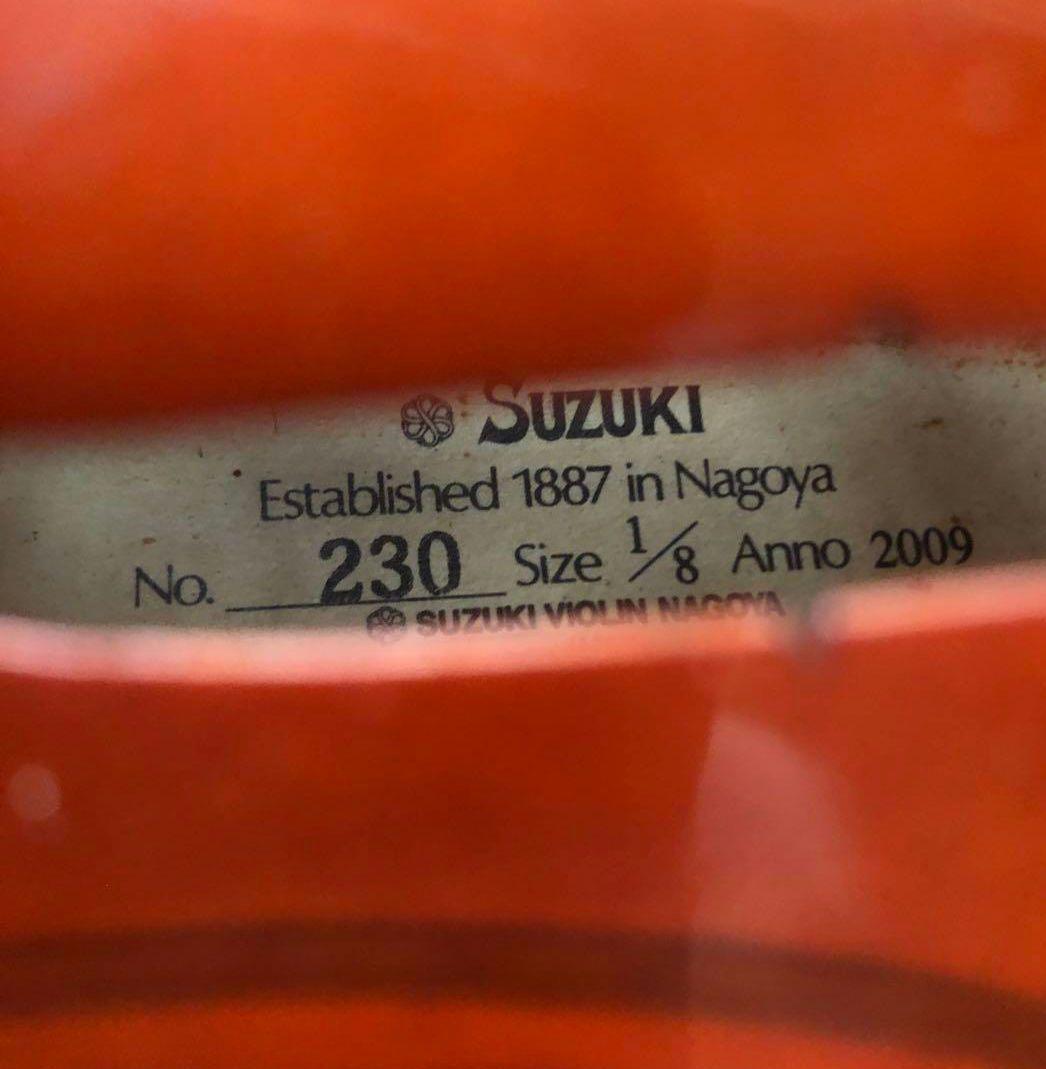 SUZUKI
Established 1887 in Nagoya
No. 230 Size 1/8 Anno 2009
SUZUKI VIOLIN NAGOYA